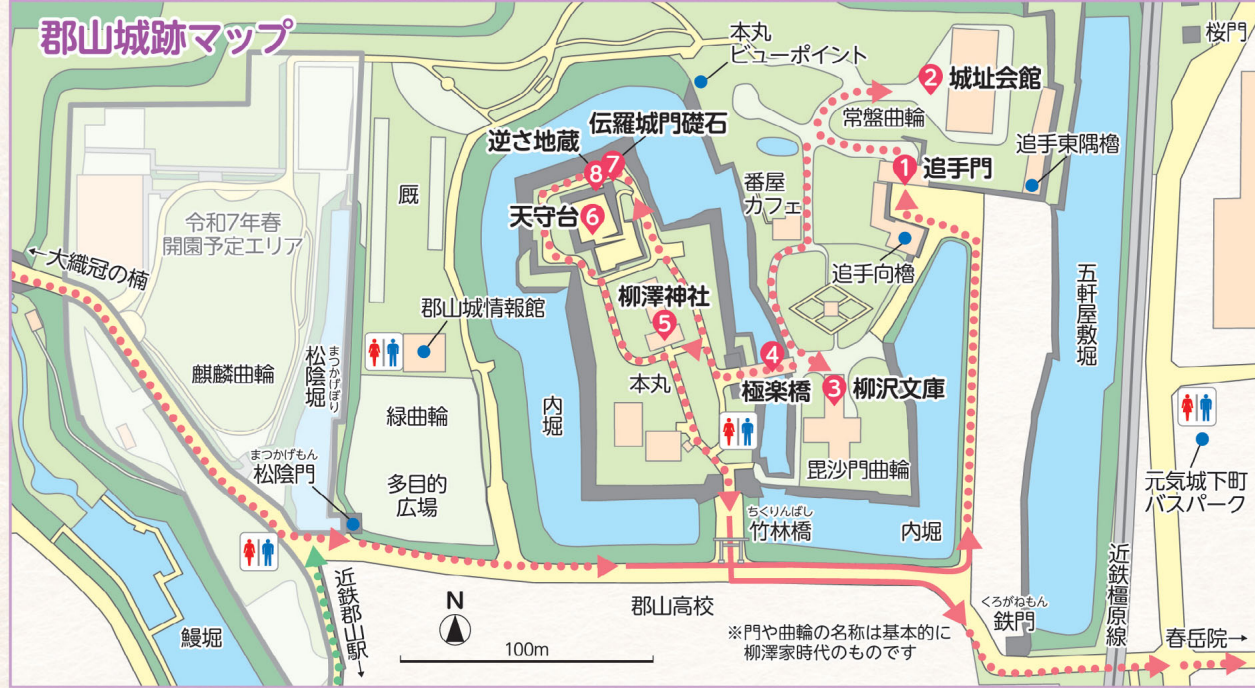 郡山城跡マップ
本丸
ビューポイント
桜門
2
城址会館
常盤曲輪
追手東隅櫓
伝羅城門礎石
逆さ地蔵
8
7
1
追手門
厩
番屋
カフェ
天守台
6
令和7年春
開園予定エリア
←大織冠の楠
追手向櫓
五軒屋敷堀
柳澤神社
5
郡山城情報館
まつかげぼり
松陰堀
麒麟曲輪
本丸
4
極楽橋
3
柳沢文庫
緑曲輪
内堀
まつかげもん
松陰門
多目的
広場
毘沙門曲輪
元気城下町
バスパーク
ちくりんばし
竹林橋
内堀
近鉄橿原線
近鉄郡山駅→
N
郡山高校
くろがねもん
鉄門
鰻堀
100m
※門や曲輪の名称は基本的に
柳澤家時代のものです
春岳院→